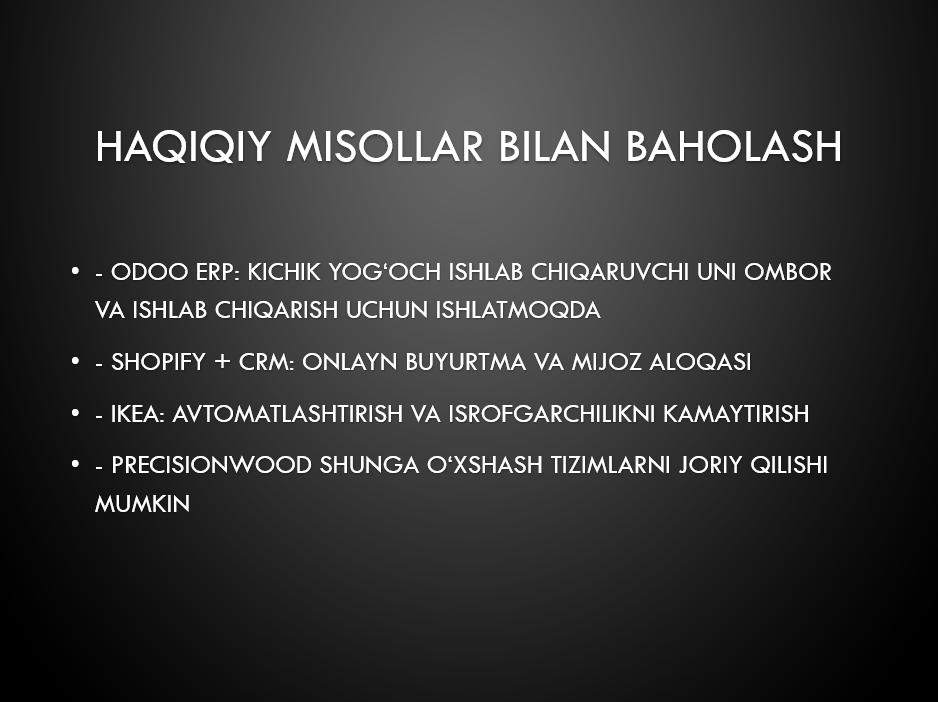 HAQIQIY MISOLLAR BILAN BAHOLASH
• - ODOO ERP: KICHIK YOG‘OCH ISHLAB CHIQARUVCHI UNI OMBOR
VA ISHLAB CHIQARISH UCHUN ISHLATMOQDA
• - SHOPIFY + CRM: ONLAYN BUYURTMA VA MIJOZ ALOQASI
• - IKEA: AVTOMATLASHTIRISH VA ISROFGARCHILIKNI KAMAYTIRISH
• - PRECISIONWOOD SHUNGA O‘XSHASH TIZIMLARNI JORIY QILISHI
MUMKIN